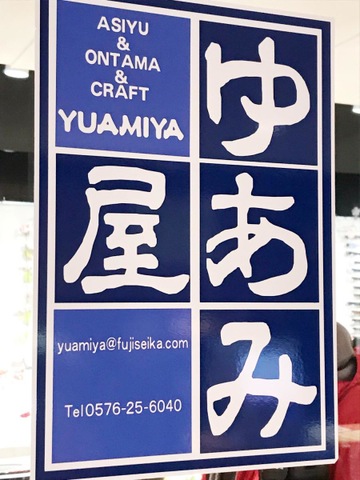 ゆあみ
屋
ASIYU
&
ONTAMA
&
CRAFT
YUAMIYA
yuamiya@fujiseika.com
Tel0576-25-6040